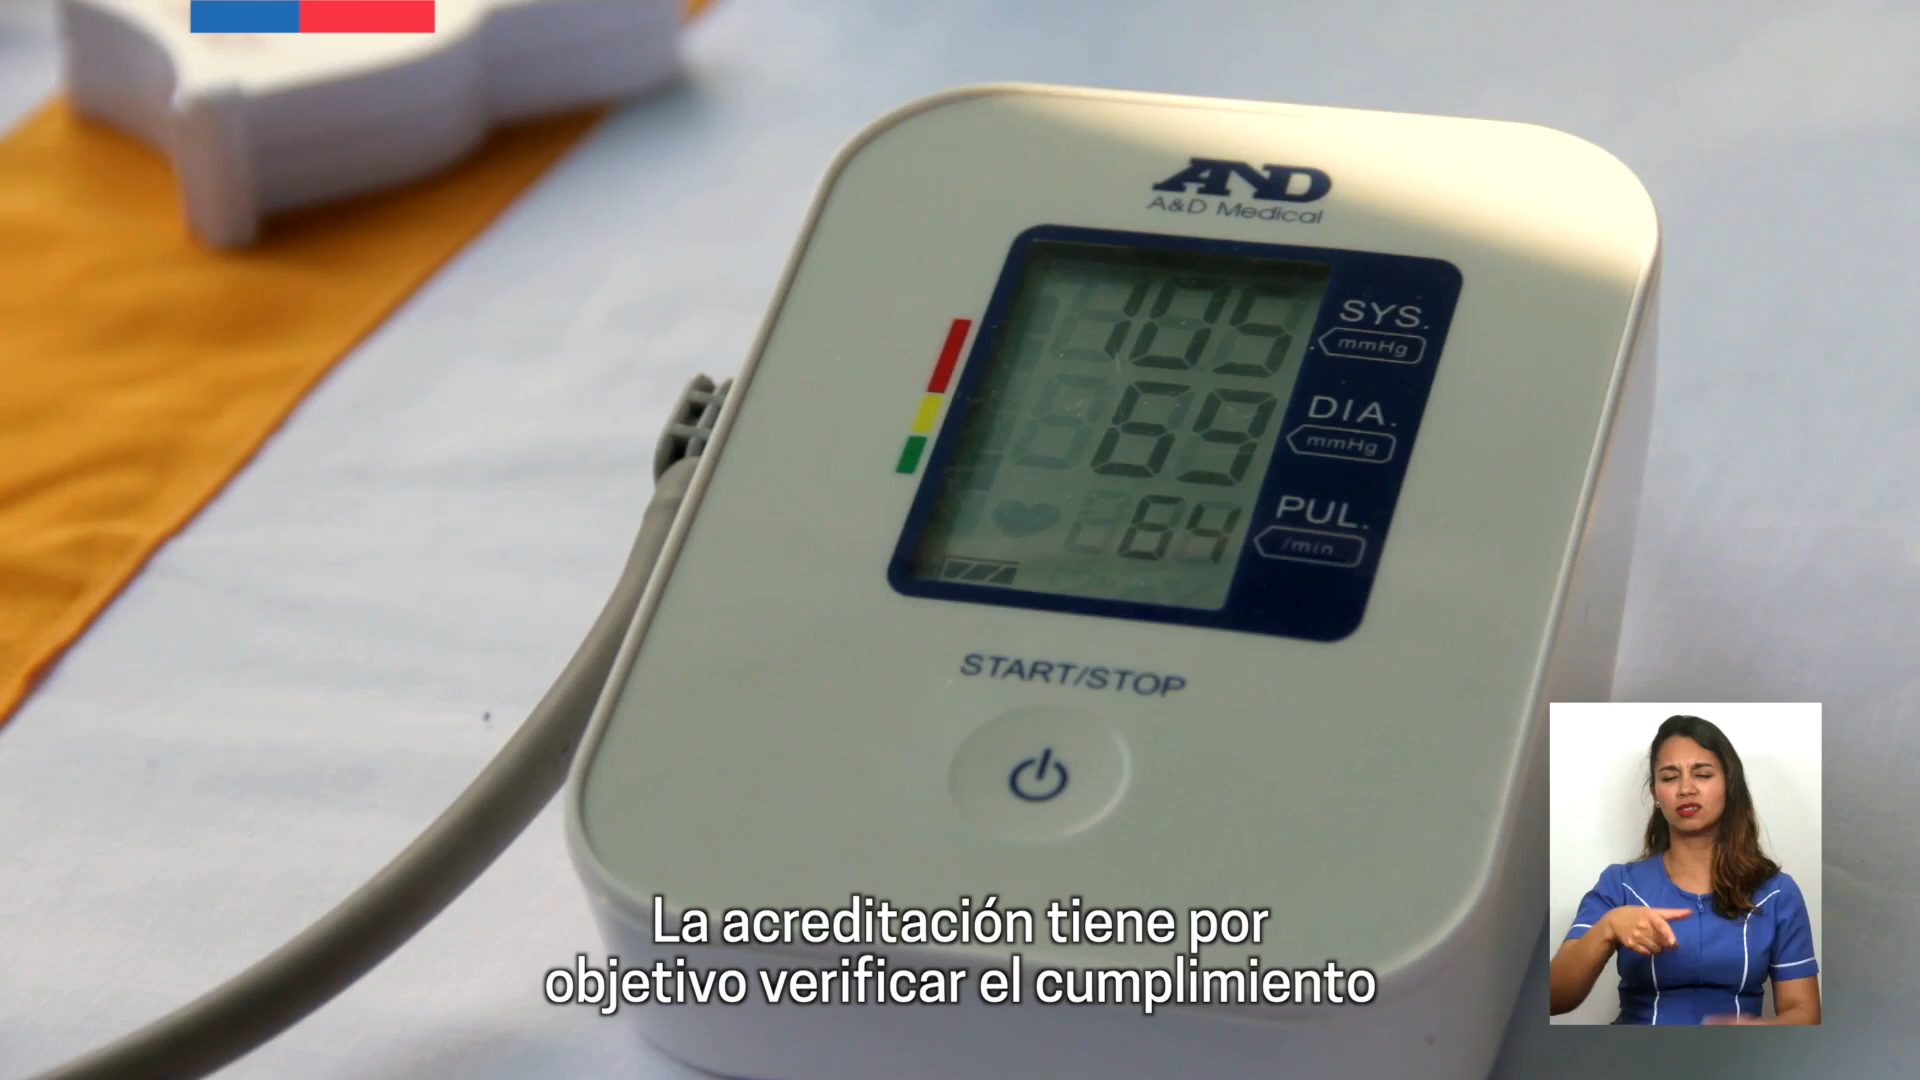 AND
A&D Medical
105
SYS.
mmHg
69
DIA.
mmHg
64
PUL.
/min
START/STOP
La acreditación tiene por
objetivo verificar el cumplimiento